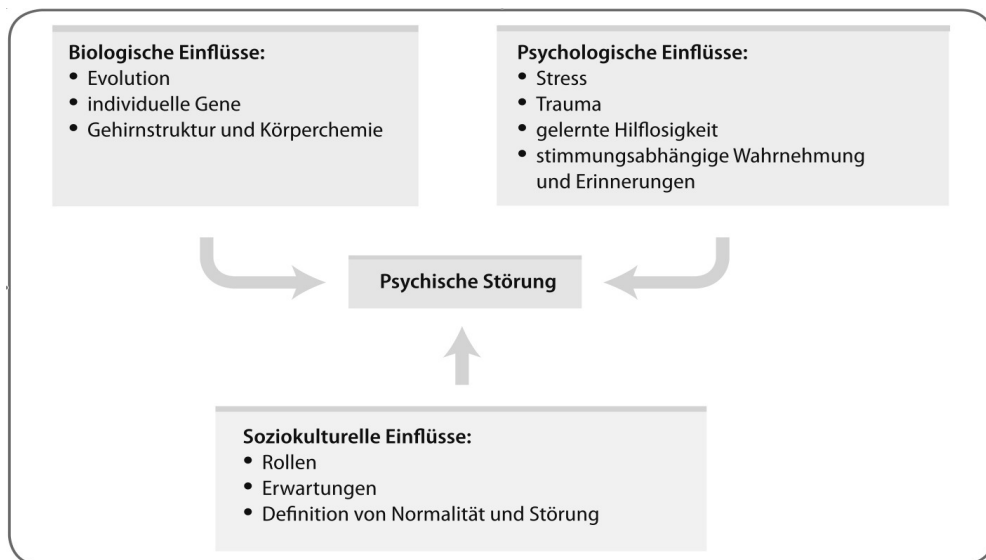 Biologische Einflüsse:
• Evolution
• individuelle Gene
• Gehirnstruktur und Körperchemie
Psychologische Einflüsse:
• Stress
• Trauma
• gelernte Hilflosigkeit
• stimmungsabhängige Wahrnehmung
und Erinnerungen
Psychische Störung
Soziokulturelle Einflüsse:
• Rollen
• Erwartungen
• Definition von Normalität und Störung